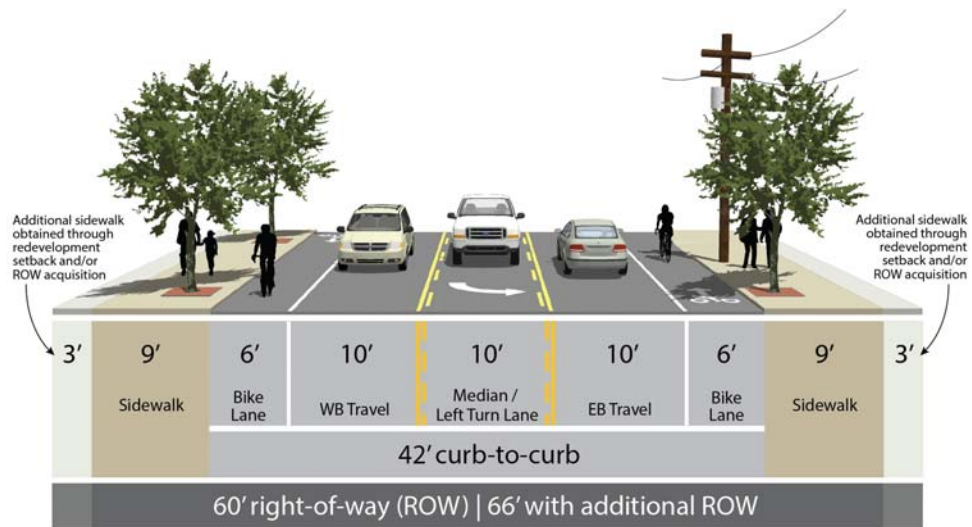 Additional sidewalk
obtained through
redevelopment
setback and/or
ROW acquisition
Additional sidewalk
obtained through
redevelopment
setback and/or
ROW acquisition
3′ 9′ 6′ 10′ 10′ 10′ 6′ 9′ 3′
Sidewalk
Bike
Lane
WB Travel
Median /
Left Turn Lane
EB Travel
Bike
Lane
Sidewalk
42′ curb-to-curb
60′ right-of-way (ROW) | 66′ with additional ROW